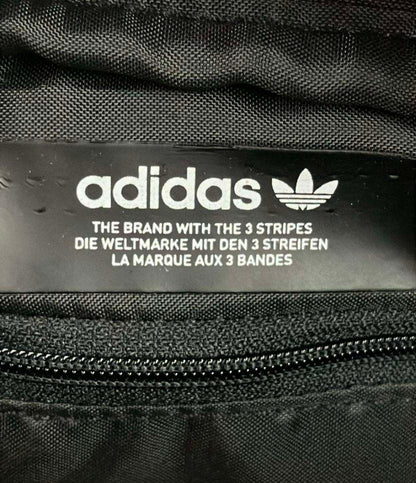 adidas
THE BRAND WITH THE 3 STRIPES
DIE WELTMARKE MIT DEN 3 STREIFEN
LA MARQUE AUX 3 BANDES